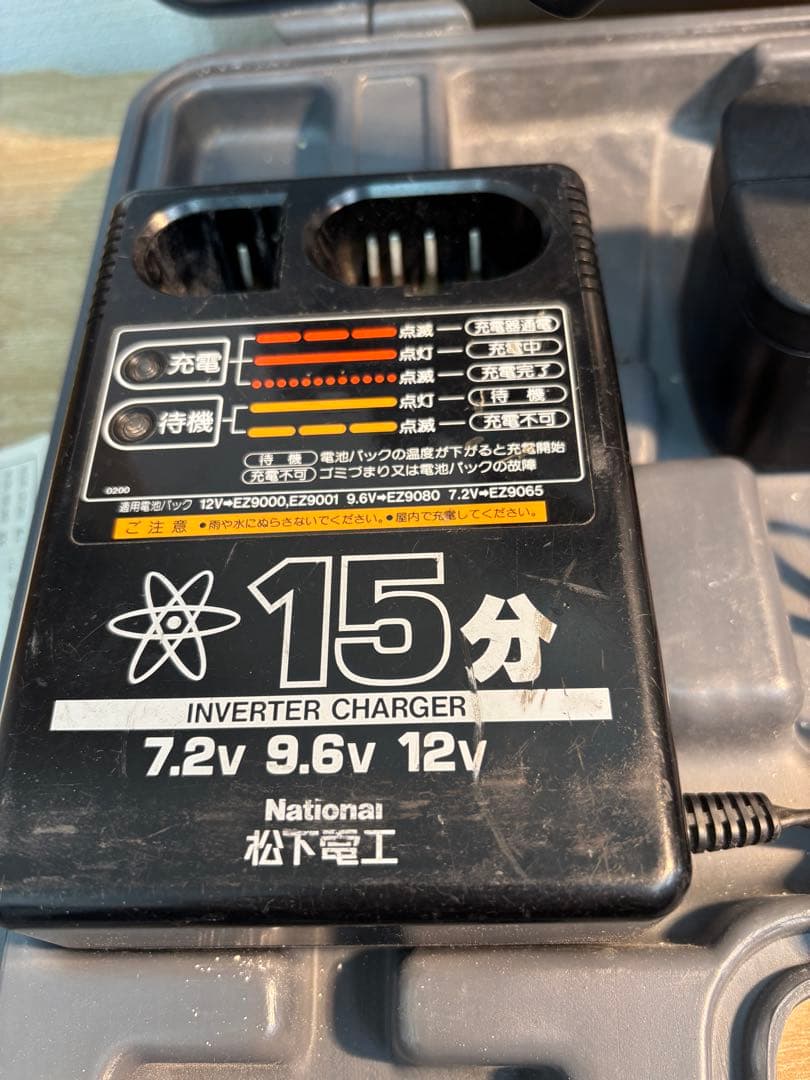 充電
点滅 充電器通電
点灯 充電中
点滅 充電完了
待機
点灯 待機
点滅 充電不可
待機 電池パックの温度が下がると充電開始
充電不可 ゴミづまり又は電池パックの故障
0200
適用電池パック 12V➡EZ9000,EZ9001 9.6V➡EZ9080 7.2V➡EZ9065
ご注意 ●雨や水にぬらさないでください。●屋内で充電してください。
15分
INVERTER CHARGER
7.2V 9.6V 12V
National
松下電工